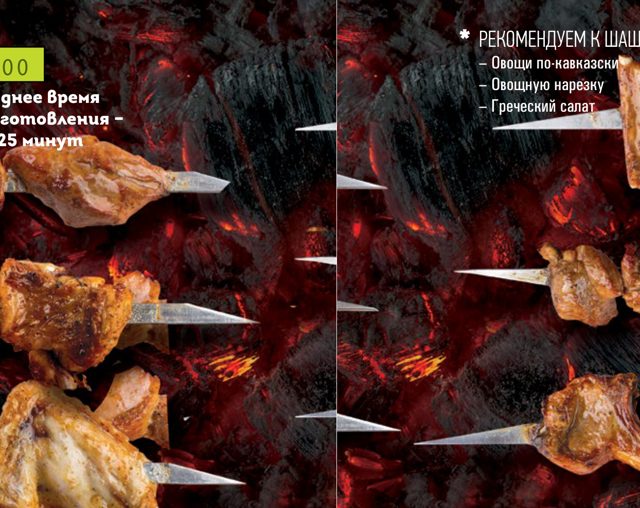 00
днее время
готовления –
25 минут
* РЕКОМЕНДУЕМ К ШАШ
– Овощи по-кавказски
– Овощную нарезку
– Греческий салат